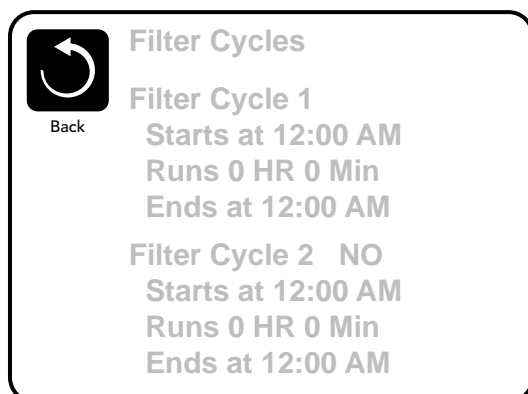 Filter Cycles
Back
Filter Cycle 1
Starts at 12:00 AM
Runs 0 HR 0 Min
Ends at 12:00 AM
Filter Cycle 2 NO
Starts at 12:00 AM
Runs 0 HR 0 Min
Ends at 12:00 AM